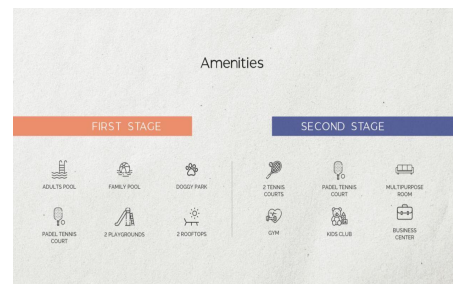 Amenities
FIRST STAGE
SECOND STAGE
ADULTS POOL
FAMILY POOL
DOGGY PARK
2 TENNIS
COURTS
PADEL TENNIS
COURT
MULTIPURPOSE
ROOM
PADEL TENNIS
COURT
2 PLAYGROUNDS
2 ROOFTOPS
GYM
KIDS CLUB
BUSINESS
CENTER